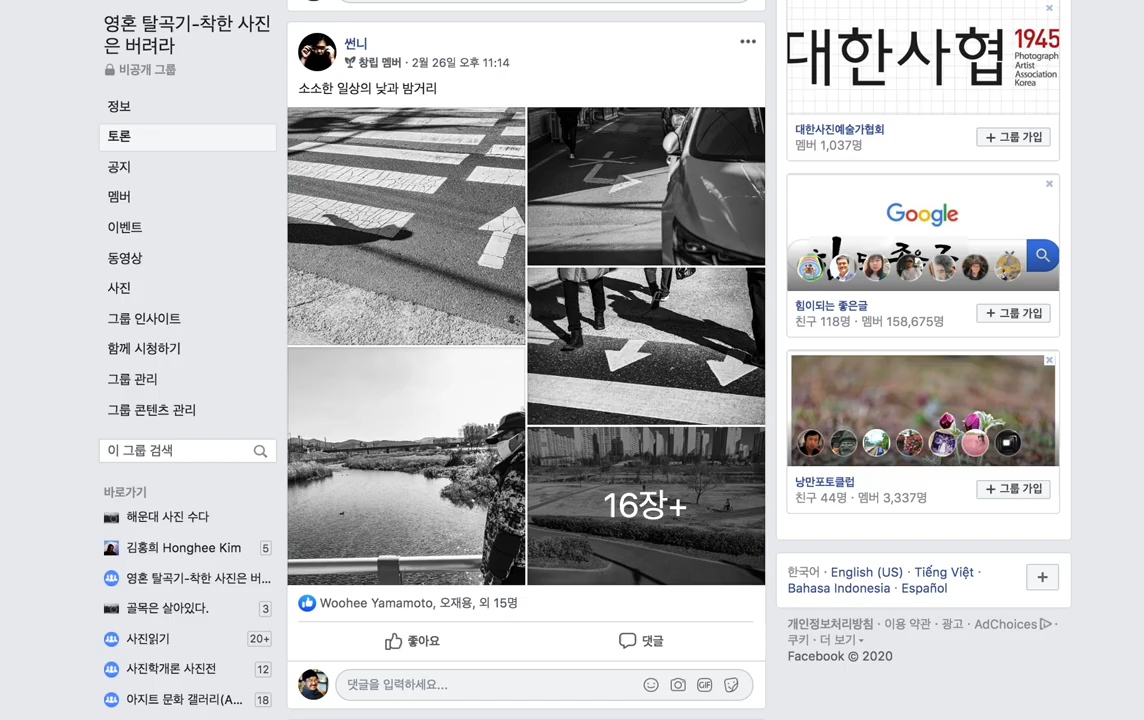 영혼 탈곡기-착한 사진
은 버려라
비공개 그룹
정보
토론
공지
멤버
이벤트
동영상
사진
그룹 인사이트
함께 시청하기
그룹 관리
그룹 콘텐츠 관리
이 그룹 검색
바로가기
해운대 사진 수다
김홍희 Honghee Kim 5
영혼 탈곡기-착한 사진은 버...
골목은 살아있다. 3
사진읽기 20+
사진학개론 사진전 12
아지트 문화 갤러리(A... 18
썬니
창립 멤버 · 2월 26일 오후 11:14
소소한 일상의 낮과 밤거리
16장+
Woohee Yamamoto, 오재용, 외 15명
좋아요 댓글
댓글을 입력하세요...
GIF
대한사협 1945
Photograph
Artist
Association
Korea
대한사진예술가협회
멤버 1,037명
+ 그룹 가입
Google
힘이되는 좋은글
친구 118명 · 멤버 158,675명
+ 그룹 가입
낭만포토클럽
친구 44명 · 멤버 3,337명
+ 그룹 가입
한국어 · English (US) · Tiếng Việt ·
Bahasa Indonesia · Español
개인정보처리방침 · 이용 약관 · 광고 · AdChoices ·
쿠키 · 더 보기
Facebook © 2020